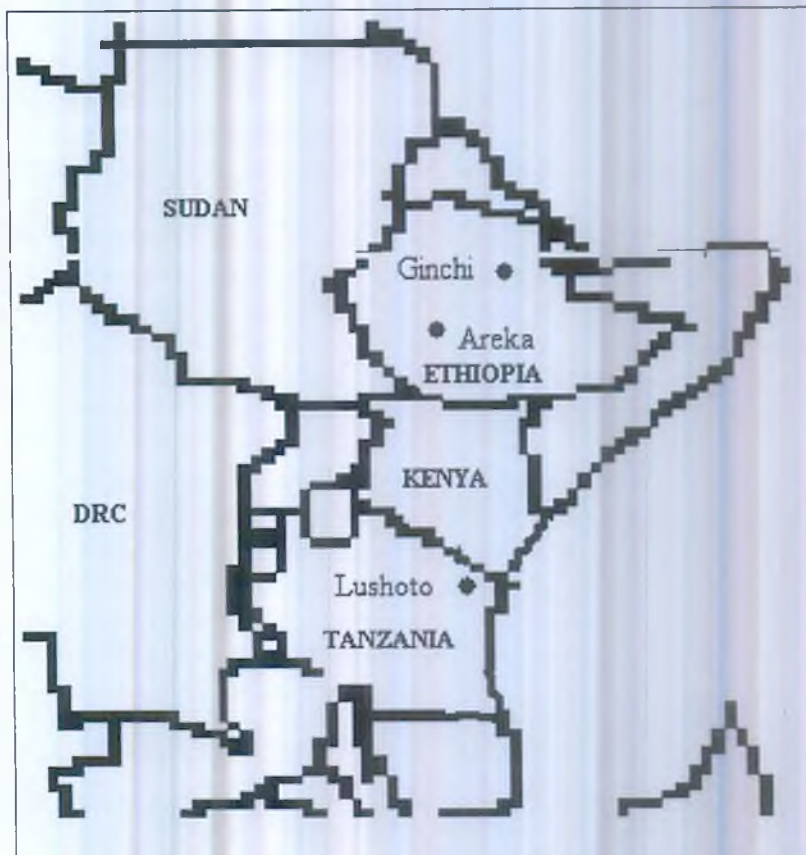 SUDAN
Ginchi
Areka
ETHIOPIA
KENYA
DRC
Lushoto
TANZANIA